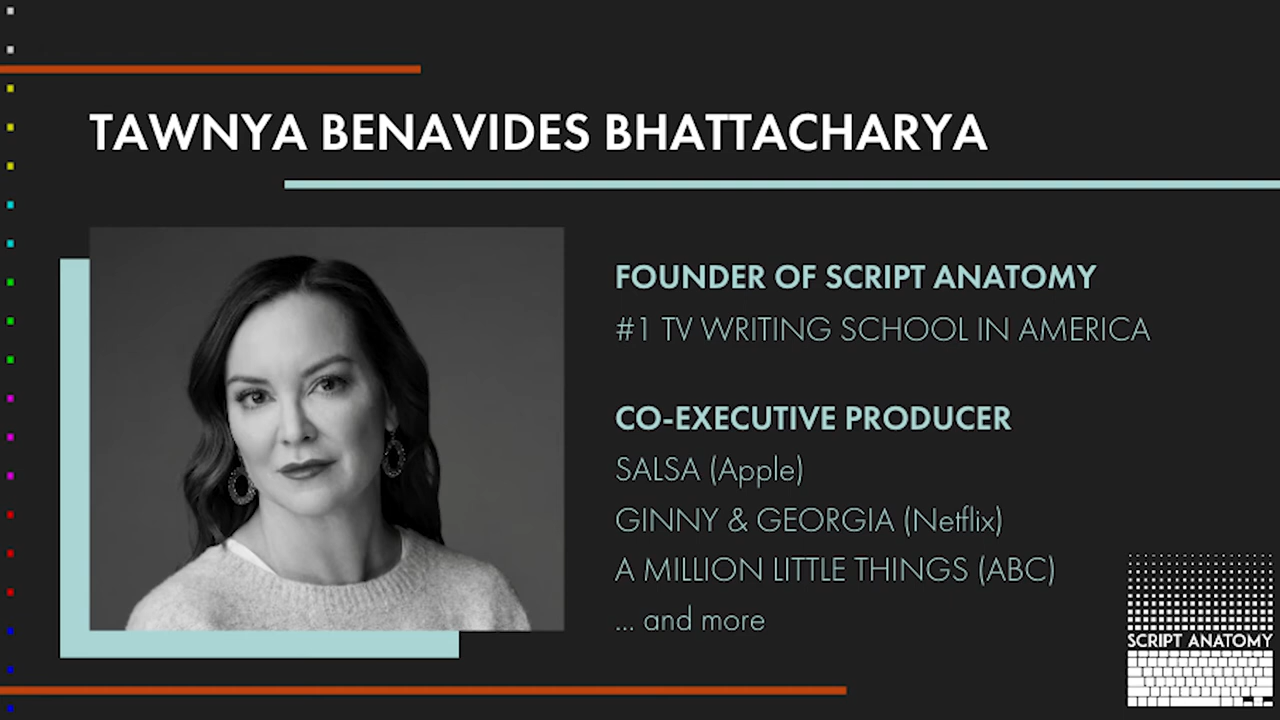 TAWNYA BENAVIDES BHATTACHARYA
FOUNDER OF SCRIPT ANATOMY
#1 TV WRITING SCHOOL IN AMERICA
CO-EXECUTIVE PRODUCER
SALSA (Apple)
GINNY & GEORGIA (Netflix)
A MILLION LITTLE THINGS (ABC)
... and more
SCRIPT ANATOMY